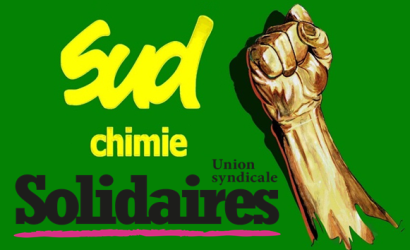 Sud
chimie
Union
syndicale
Solidaires